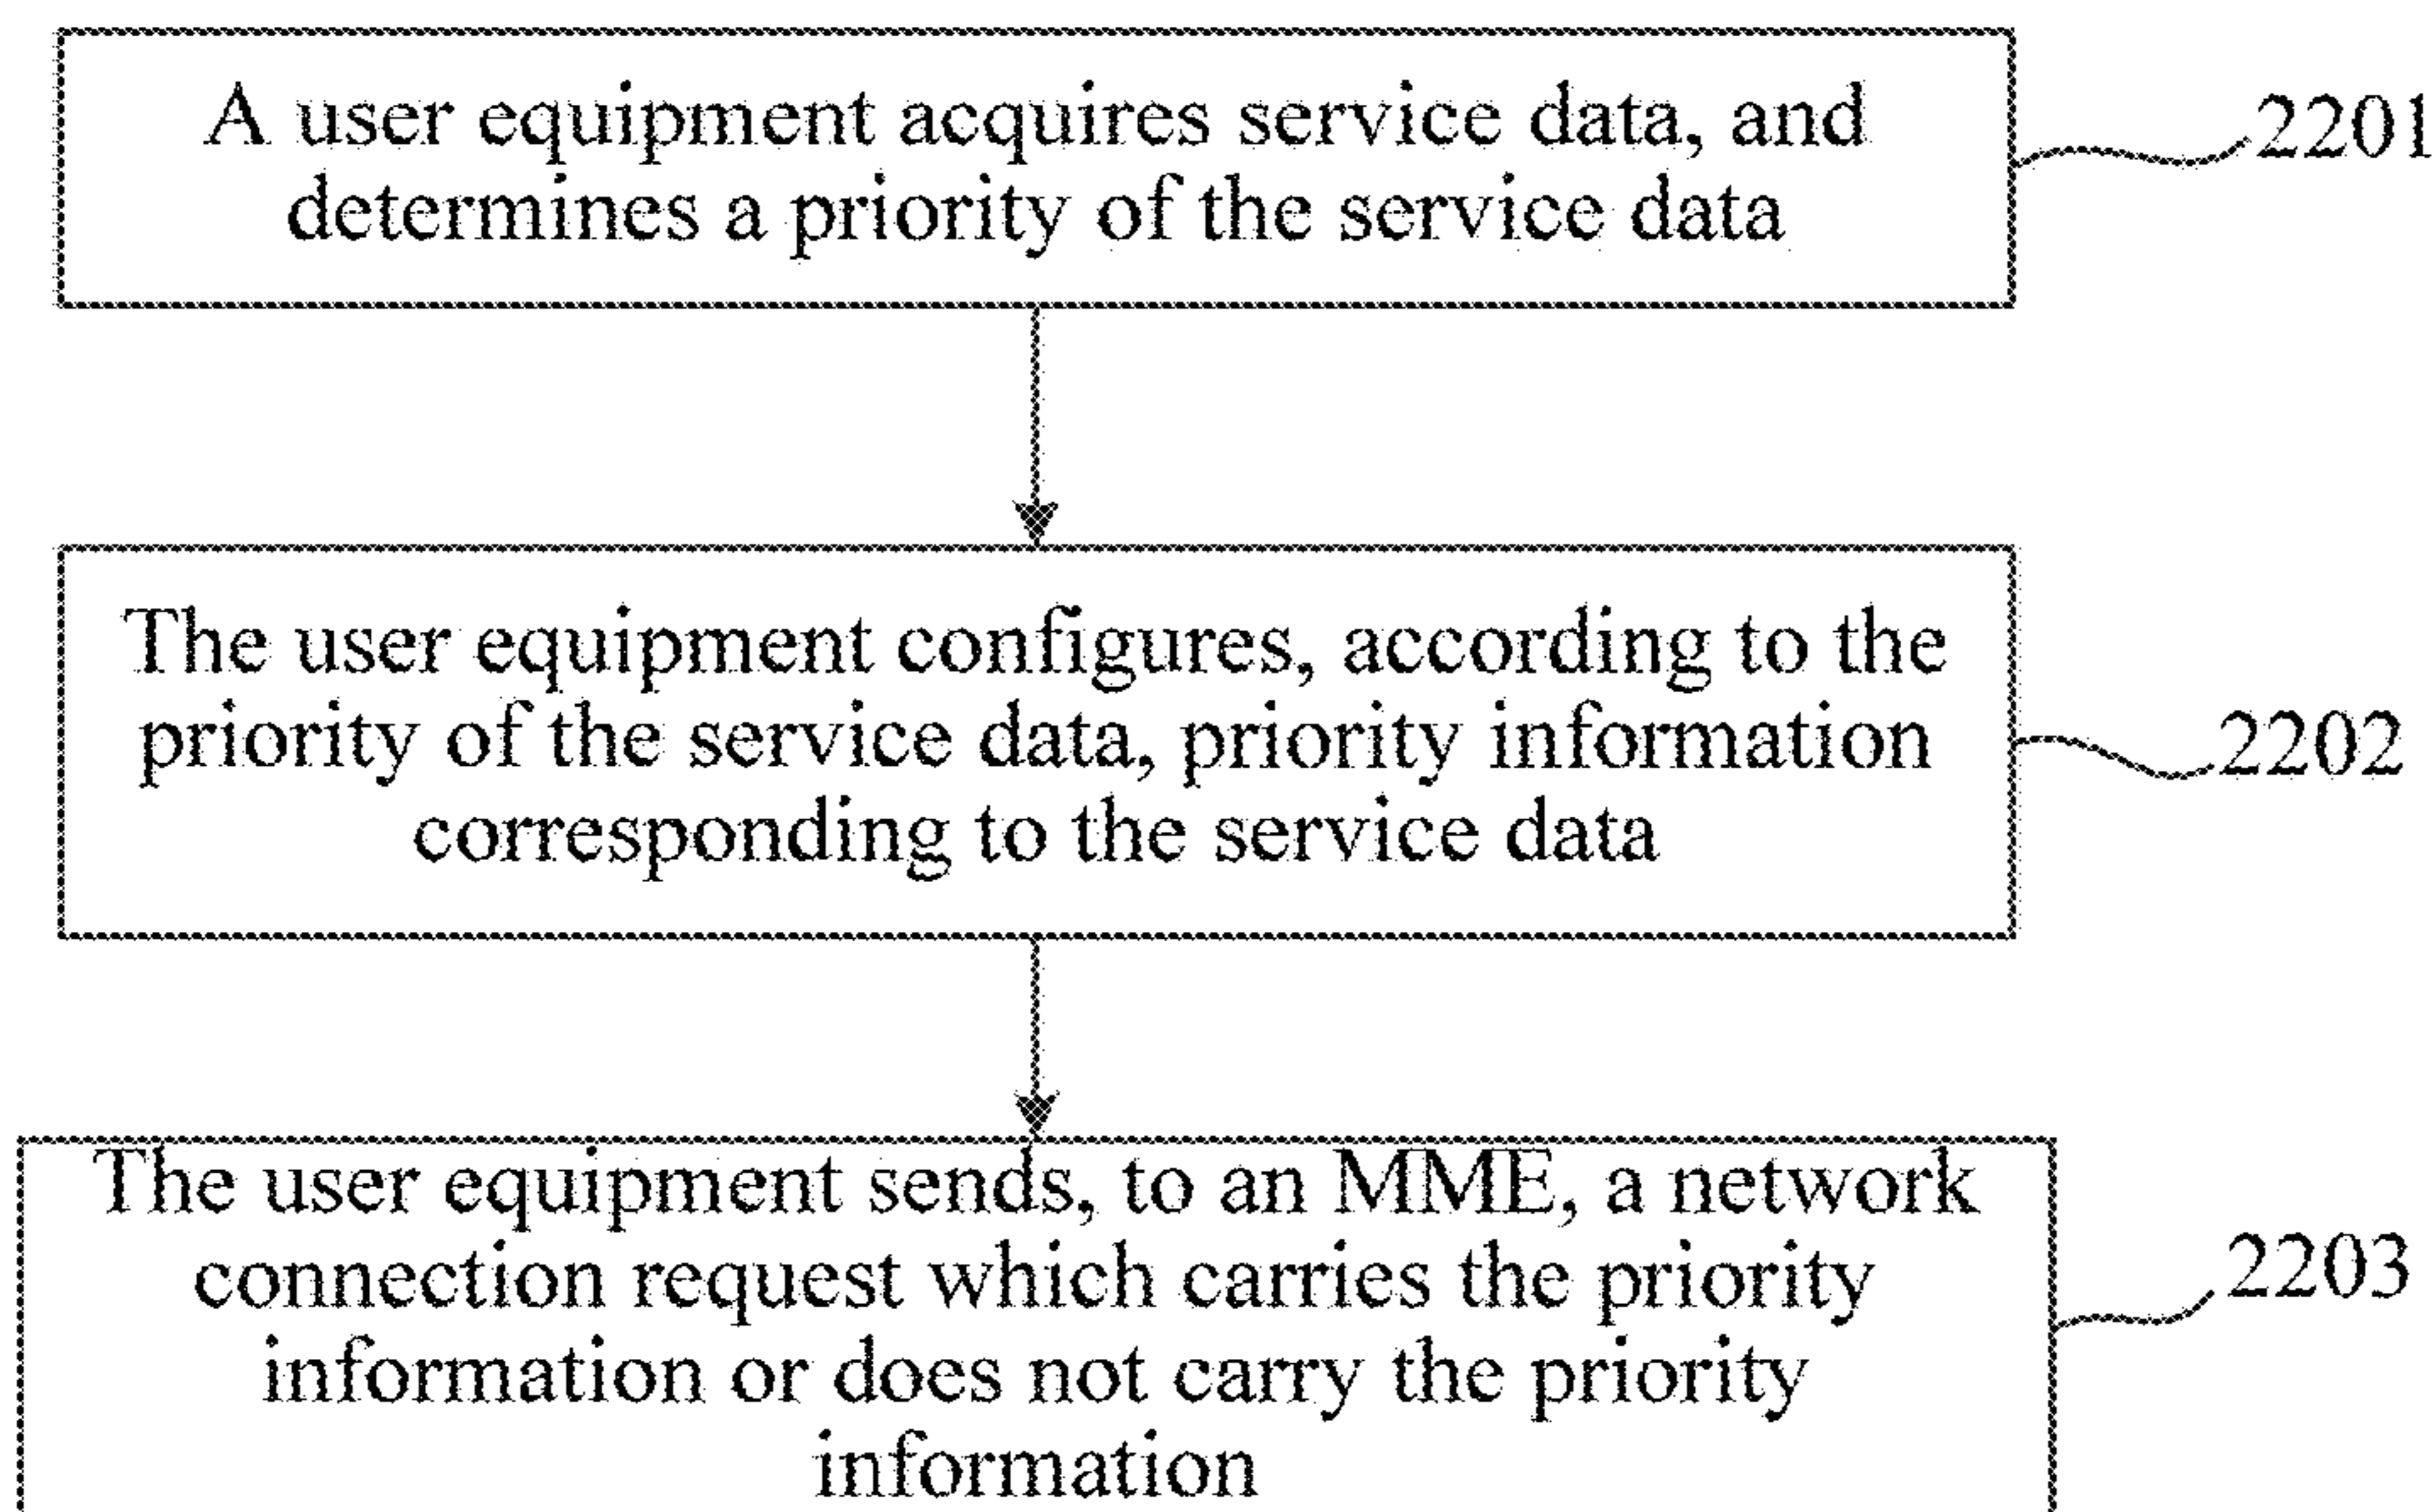 A user equipment acquires service data, and
determines a priority of the service data
2201
The user equipment configures, according to the
priority of the service data, priority information
corresponding to the service data
2202
The user equipment sends, to an MME, a network
connection request which carries the priority
information or does not carry the priority
information
2203